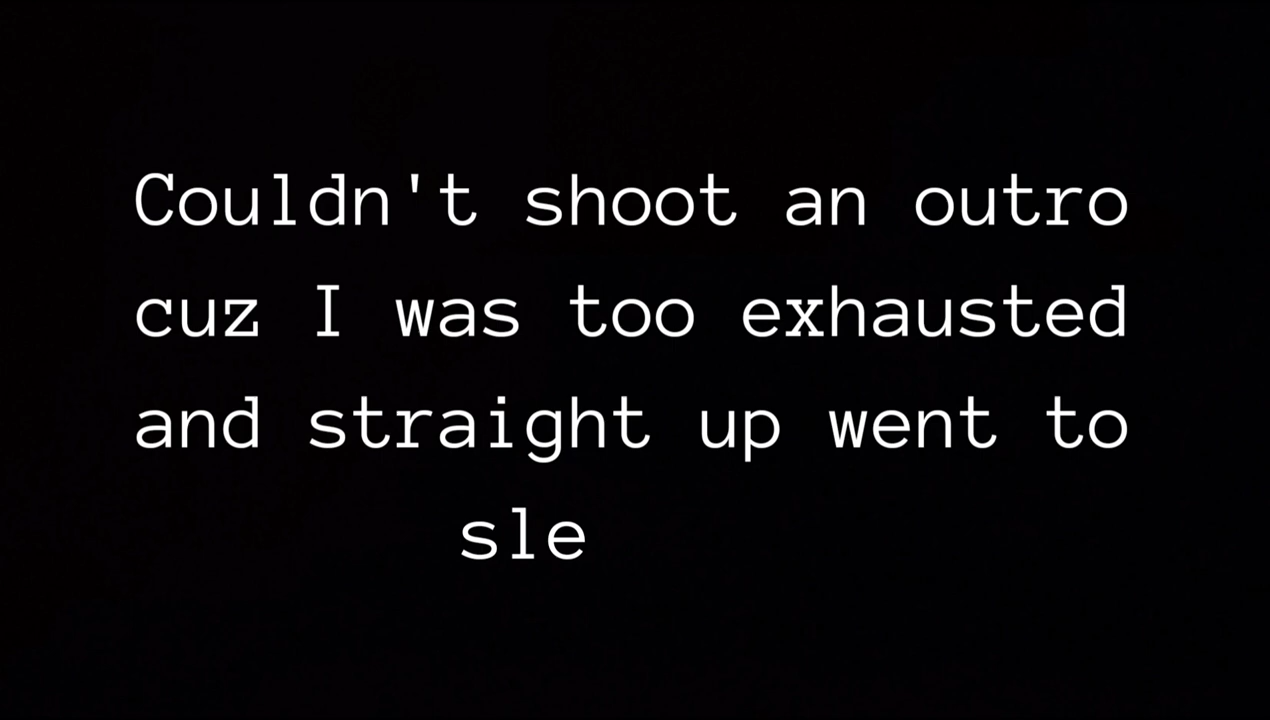 Couldn't shoot an outro
cuz I was too exhausted
and straight up went to
sle